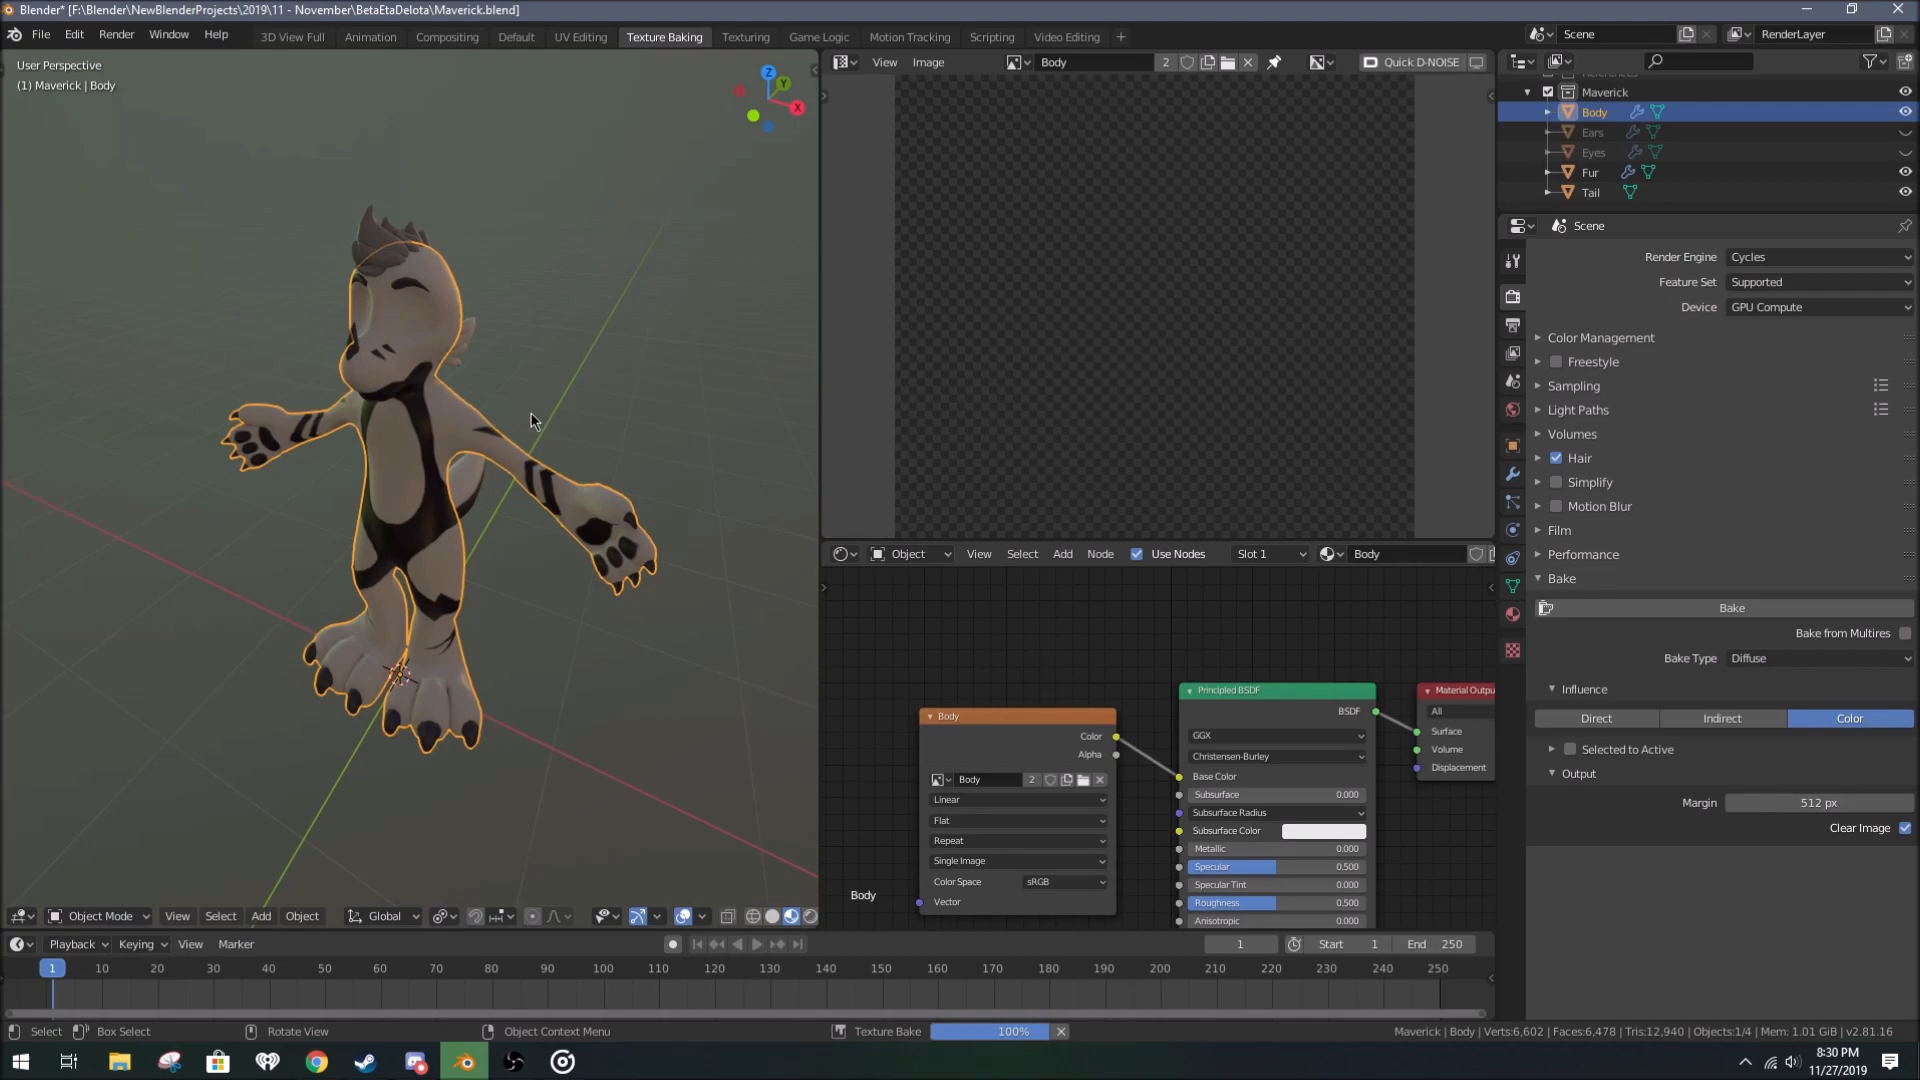 Blender* [F:\Blender\NewBlenderProjects\2019\11 - November\BetaEtaDelota\Maverick.blend]
File Edit Render Window Help 3D View Full Animation Compositing Default UV Editing Texture Baking Texturing Game Logic Motion Tracking Scripting Video Editing + Scene RenderLayer
User Perspective
(1) Maverick | Body
Z Y X
View Image Body 2 Quick D-NOISE
Maverick
Body
Ears
Eyes
Fur
Tail
Scene
Render Engine Cycles
Feature Set Supported
Device GPU Compute
Color Management
Freestyle
Sampling
Light Paths
Volumes
Hair
Simplify
Motion Blur
Film
Performance
Bake
Bake
Bake from Multires
Bake Type Diffuse
Influence
Direct Indirect Color
Selected to Active
Output
Margin 512 px
Clear Image
Object View Select Add Node Use Nodes Slot 1 Body
Body
Color
Alpha
Body 2
Linear
Flat
Repeat
Single Image
Color Space sRGB
Vector
Principled BSDF
BSDF
GGX
Christensen-Burley
Base Color
Subsurface 0.000
Subsurface Radius
Subsurface Color
Metallic 0.000
Specular 0.500
Specular Tint 0.000
Roughness 0.500
Anisotropic 0.000
Material Outpu
All
Surface
Volume
Displacement
Body
Object Mode View Select Add Object Global
Playback Keying View Marker 1 Start 1 End 250
1 10 20 30 40 50 60 70 80 90 100 110 120 130 140 150 160 170 180 190 200 210 220 230 240 250
Select Box Select Rotate View Object Context Menu Texture Bake 100% Maverick | Body | Verts:6,602 | Faces:6,478 | Tris:12,940 | Objects:1/4 | Mem: 1.01 GiB | v2.81.16
8:30 PM
11/27/2019